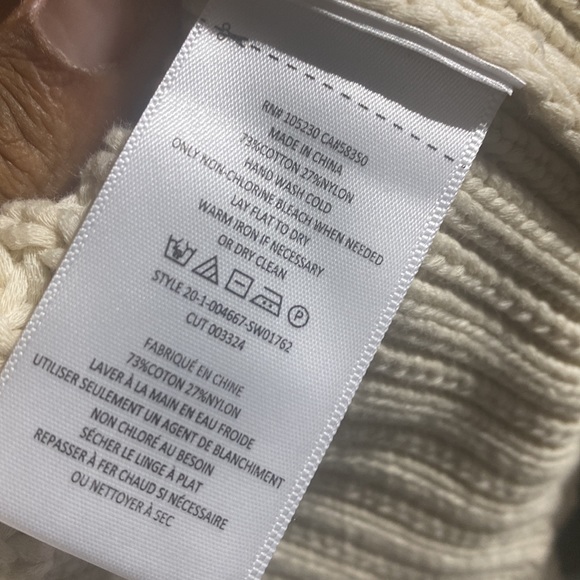 RN# 105230 CA#58350
MADE IN CHINA
73%COTTON 27%NYLON
HAND WASH COLD
ONLY NON-CHLORINE BLEACH WHEN NEEDED
LAY FLAT TO DRY
WARM IRON IF NECESSARY
OR DRY CLEAN
P
STYLE 20-1-004667-SW01762
CUT 003324
FABRIQUÉ EN CHINE
73%COTON 27%NYLON
LAVER À LA MAIN EN EAU FROIDE
UTILISER SEULEMENT UN AGENT DE BLANCHIMENT
NON CHLORÉ AU BESOIN
SÉCHER LE LINGE À PLAT
REPASSER À FER CHAUD SI NÉCESSAIRE
OU NETTOYER À SEC